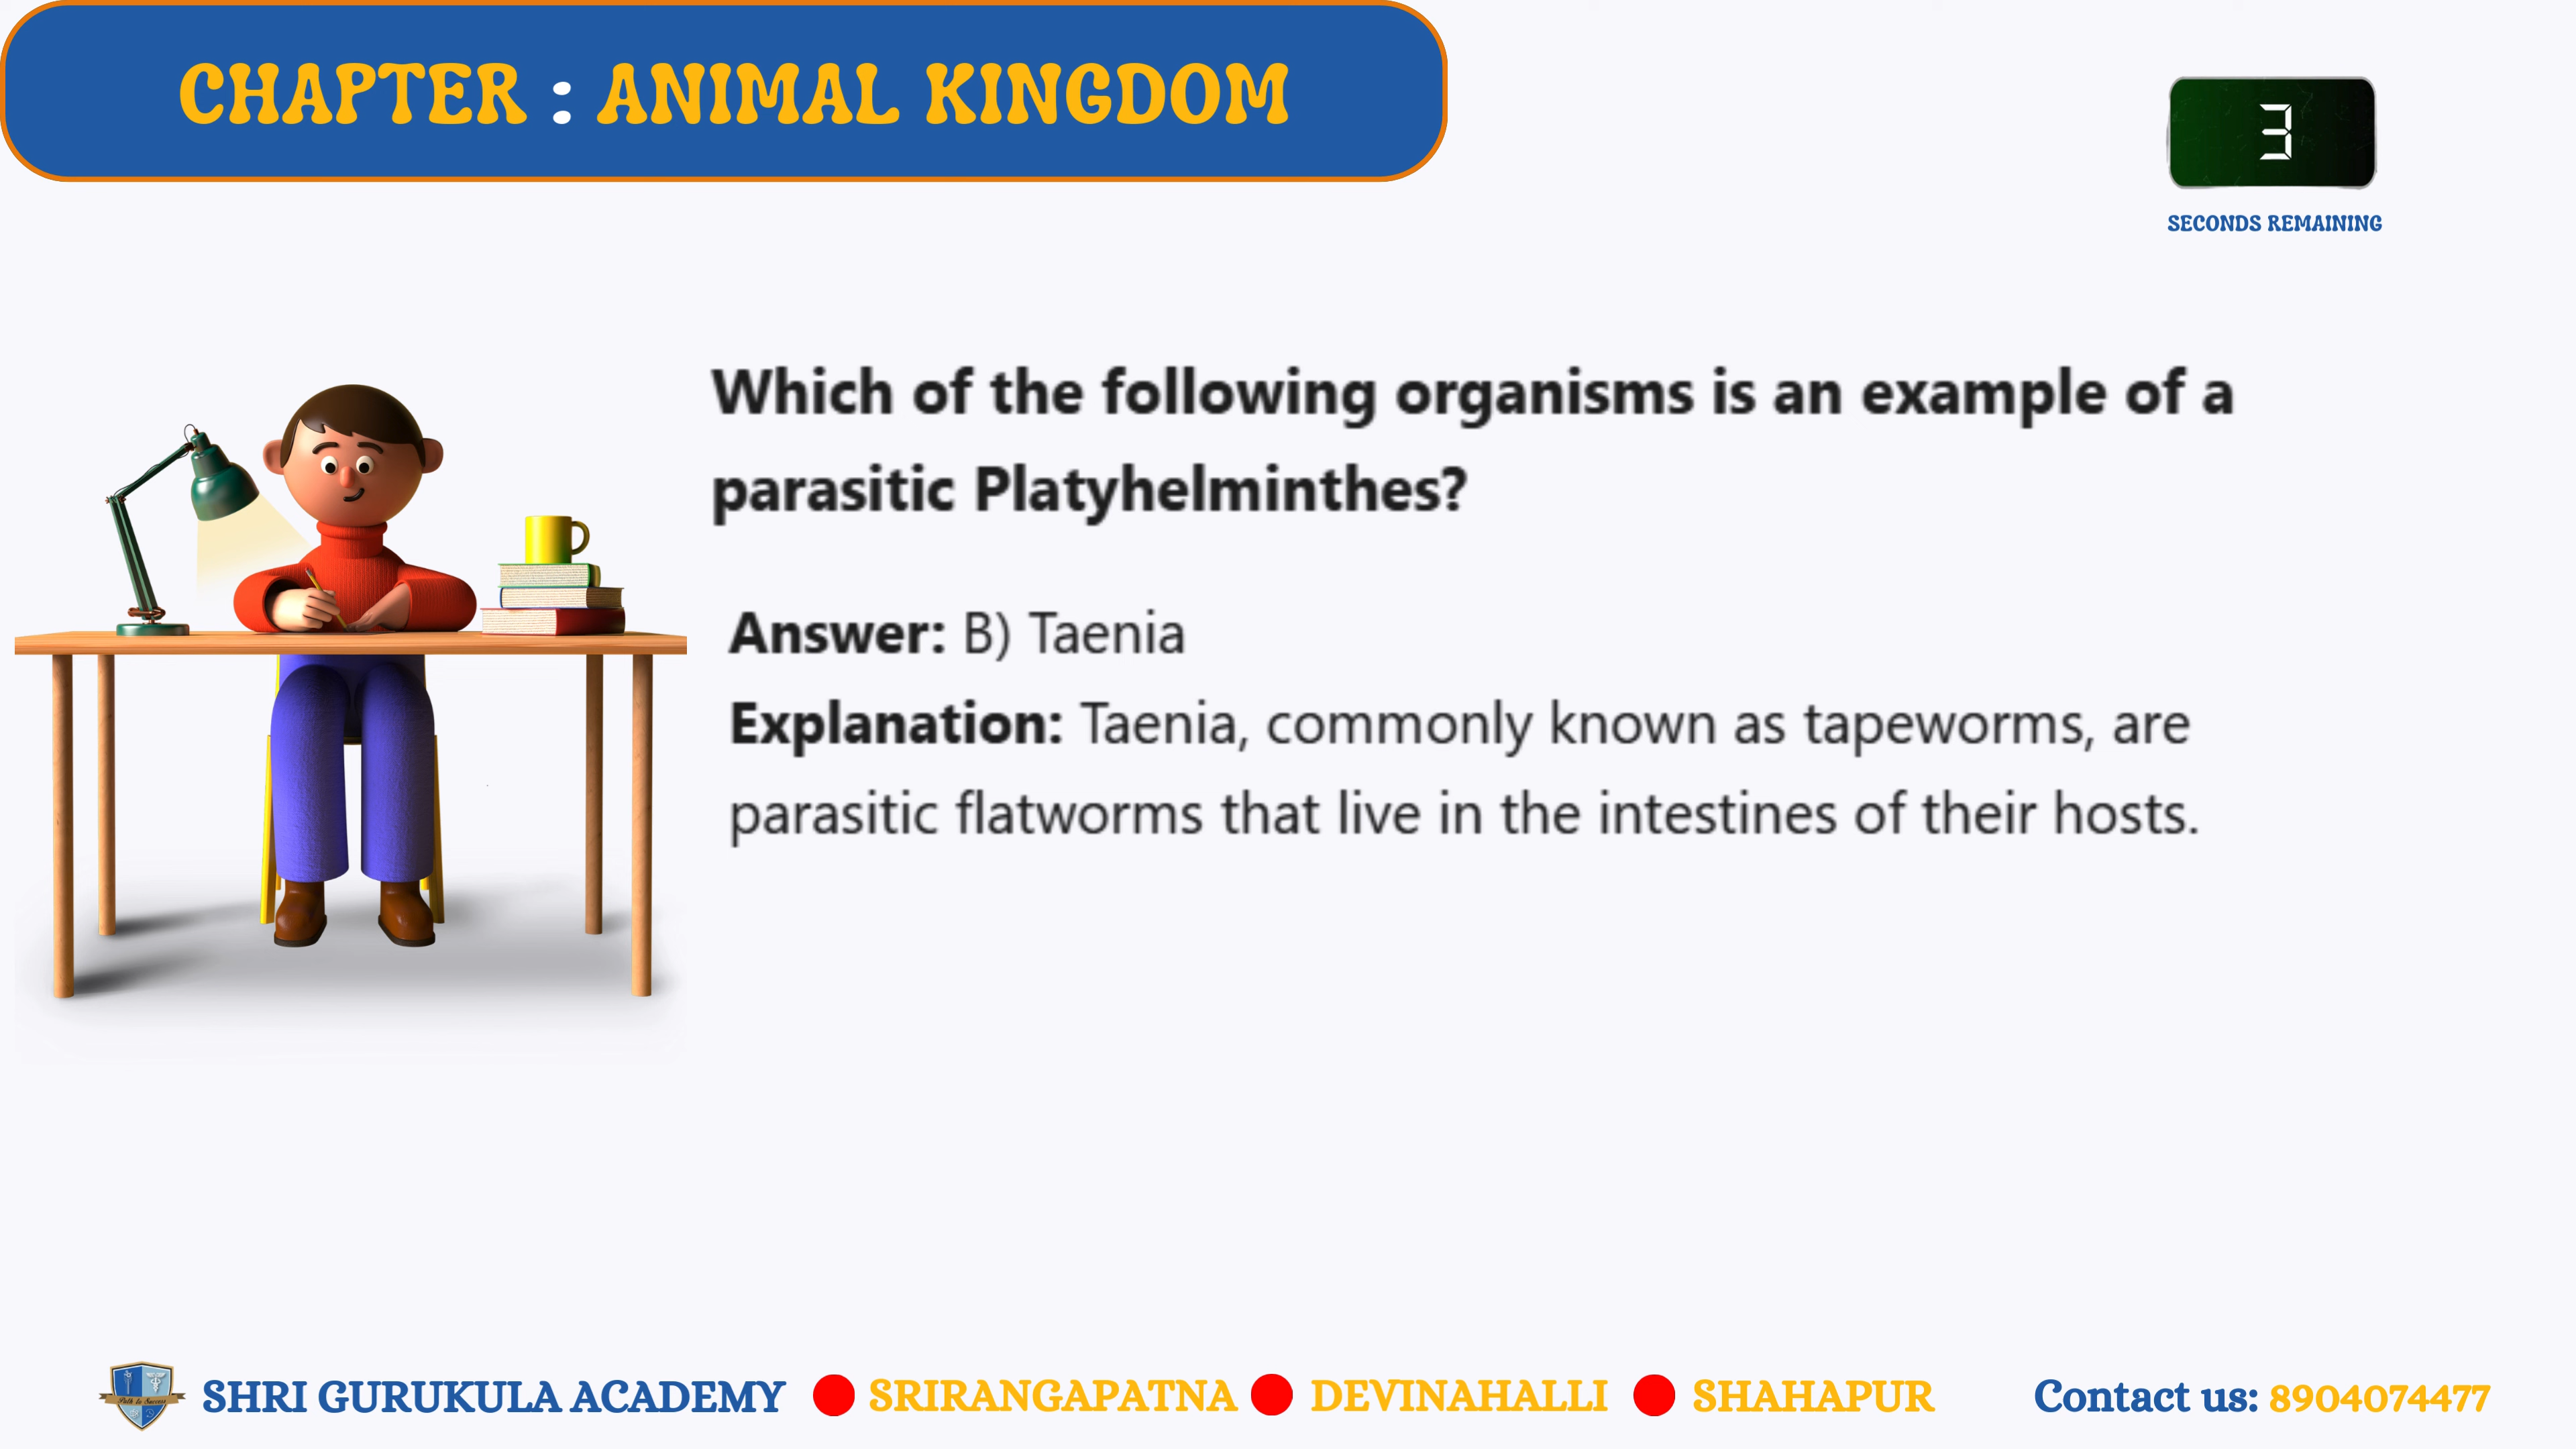 CHAPTER : ANIMAL KINGDOM
3
SECONDS REMAINING
Which of the following organisms is an example of a
parasitic Platyhelminthes?
Answer: B) Taenia
Explanation: Taenia, commonly known as tapeworms, are
parasitic flatworms that live in the intestines of their hosts.
SHRI GURUKULA ACADEMY SRIRANGAPATNA DEVINAHALLI SHAHAPUR Contact us: 8904074477